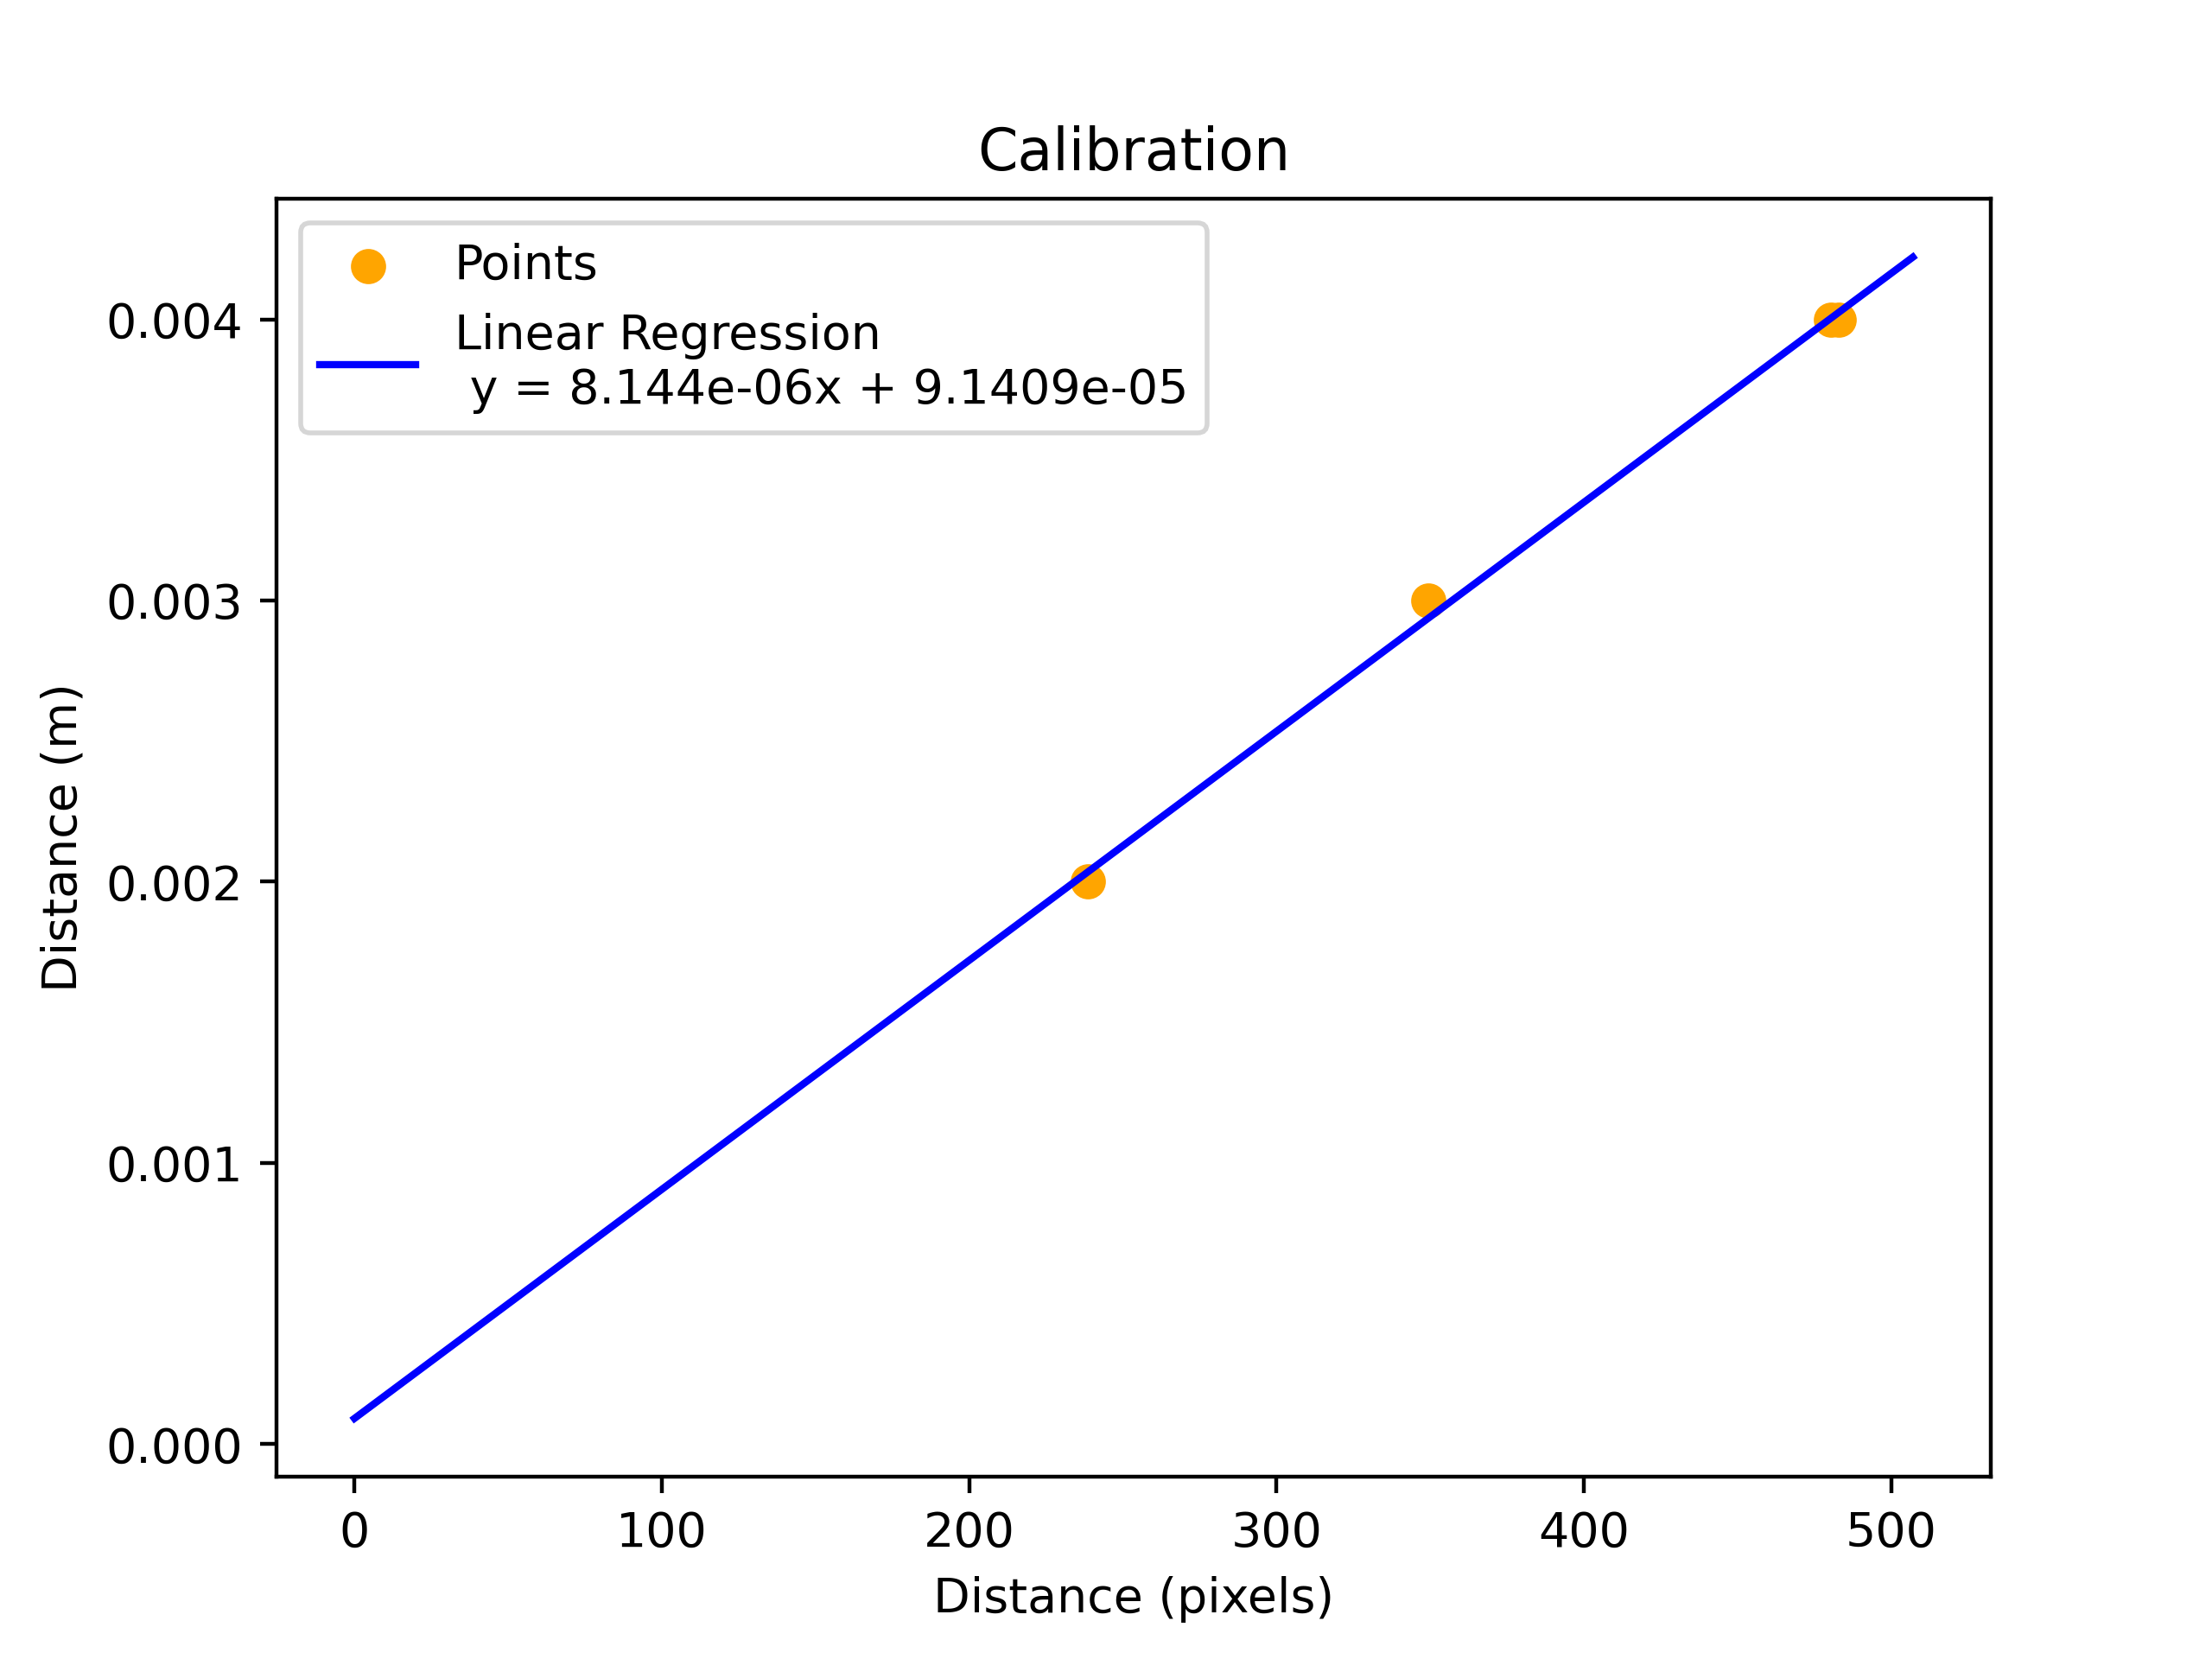 Calibration
Points
Linear Regression
y = 8.144e-06x + 9.1409e-05
0.004
0.003
0.002
0.001
0.000
Distance (m)
0 100 200 300 400 500
Distance (pixels)